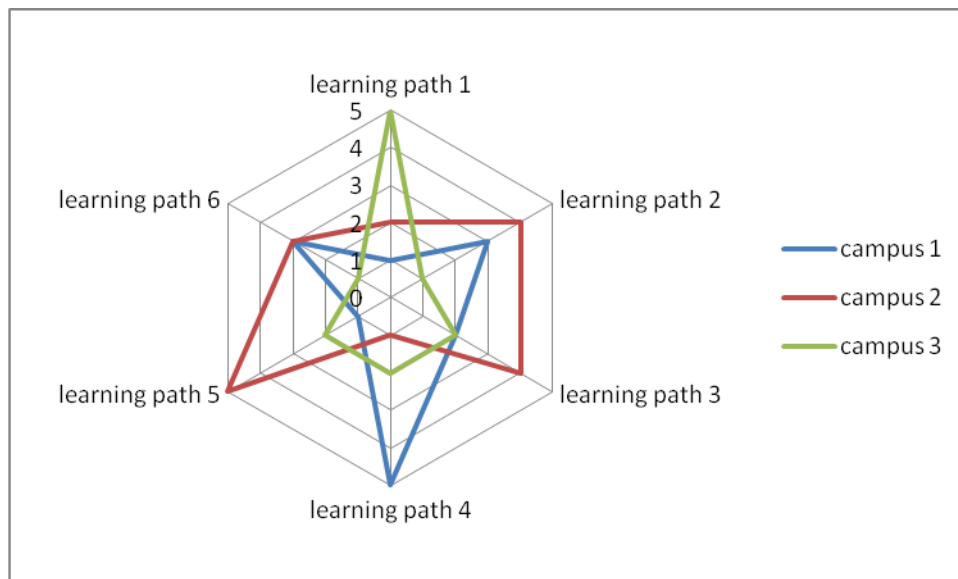 learning path 1
5
4
3
2
1
0
learning path 6
learning path 2
learning path 5
learning path 3
learning path 4
campus 1
campus 2
campus 3